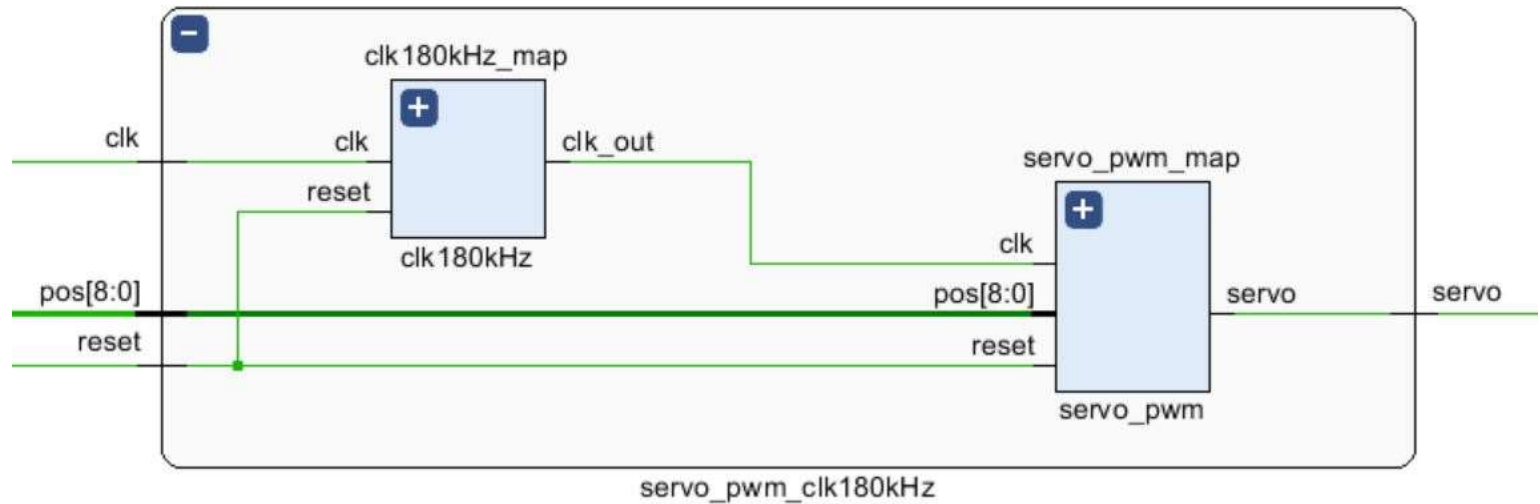 clk180kHz_map
clk
clk
clk_out
reset
clk180kHz
servo_pwm_map
clk
pos[8:0]
pos[8:0]
servo
servo
reset
reset
servo_pwm
servo_pwm_clk180kHz